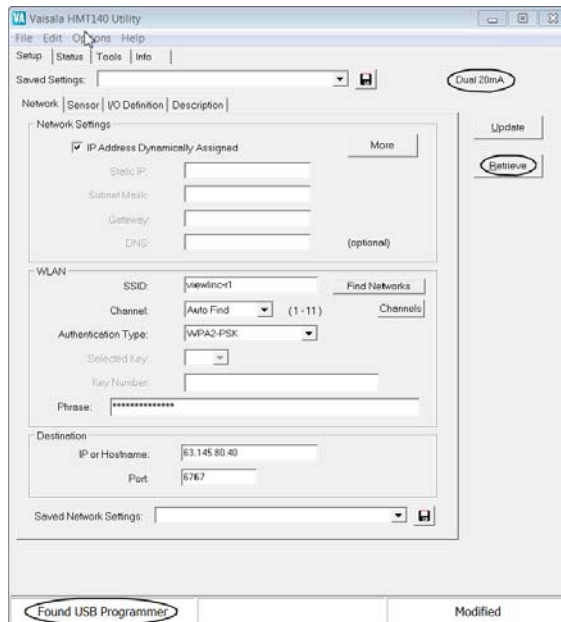 VA Vaisala HMT140 Utility
File Edit Options Help
Setup Status Tools Info
Saved Settings:
Dual 20mA
Network Sensor I/O Definition Description
Network Settings
IP Address Dynamically Assigned
More
Update
Retrieve
Static IP:
Subnet Mask:
Gateway:
DNS:
(optional)
WLAN
SSID: viewlinc-r1 Find Networks
Channel: Auto Find (1-11) Channels
Authentication Type: WPA2-PSK
Selected Key:
Key Number:
Phrase: **************
Destination
IP or Hostname: 63.145.80.40
Port: 6767
Saved Network Settings:
Found USB Programmer Modified